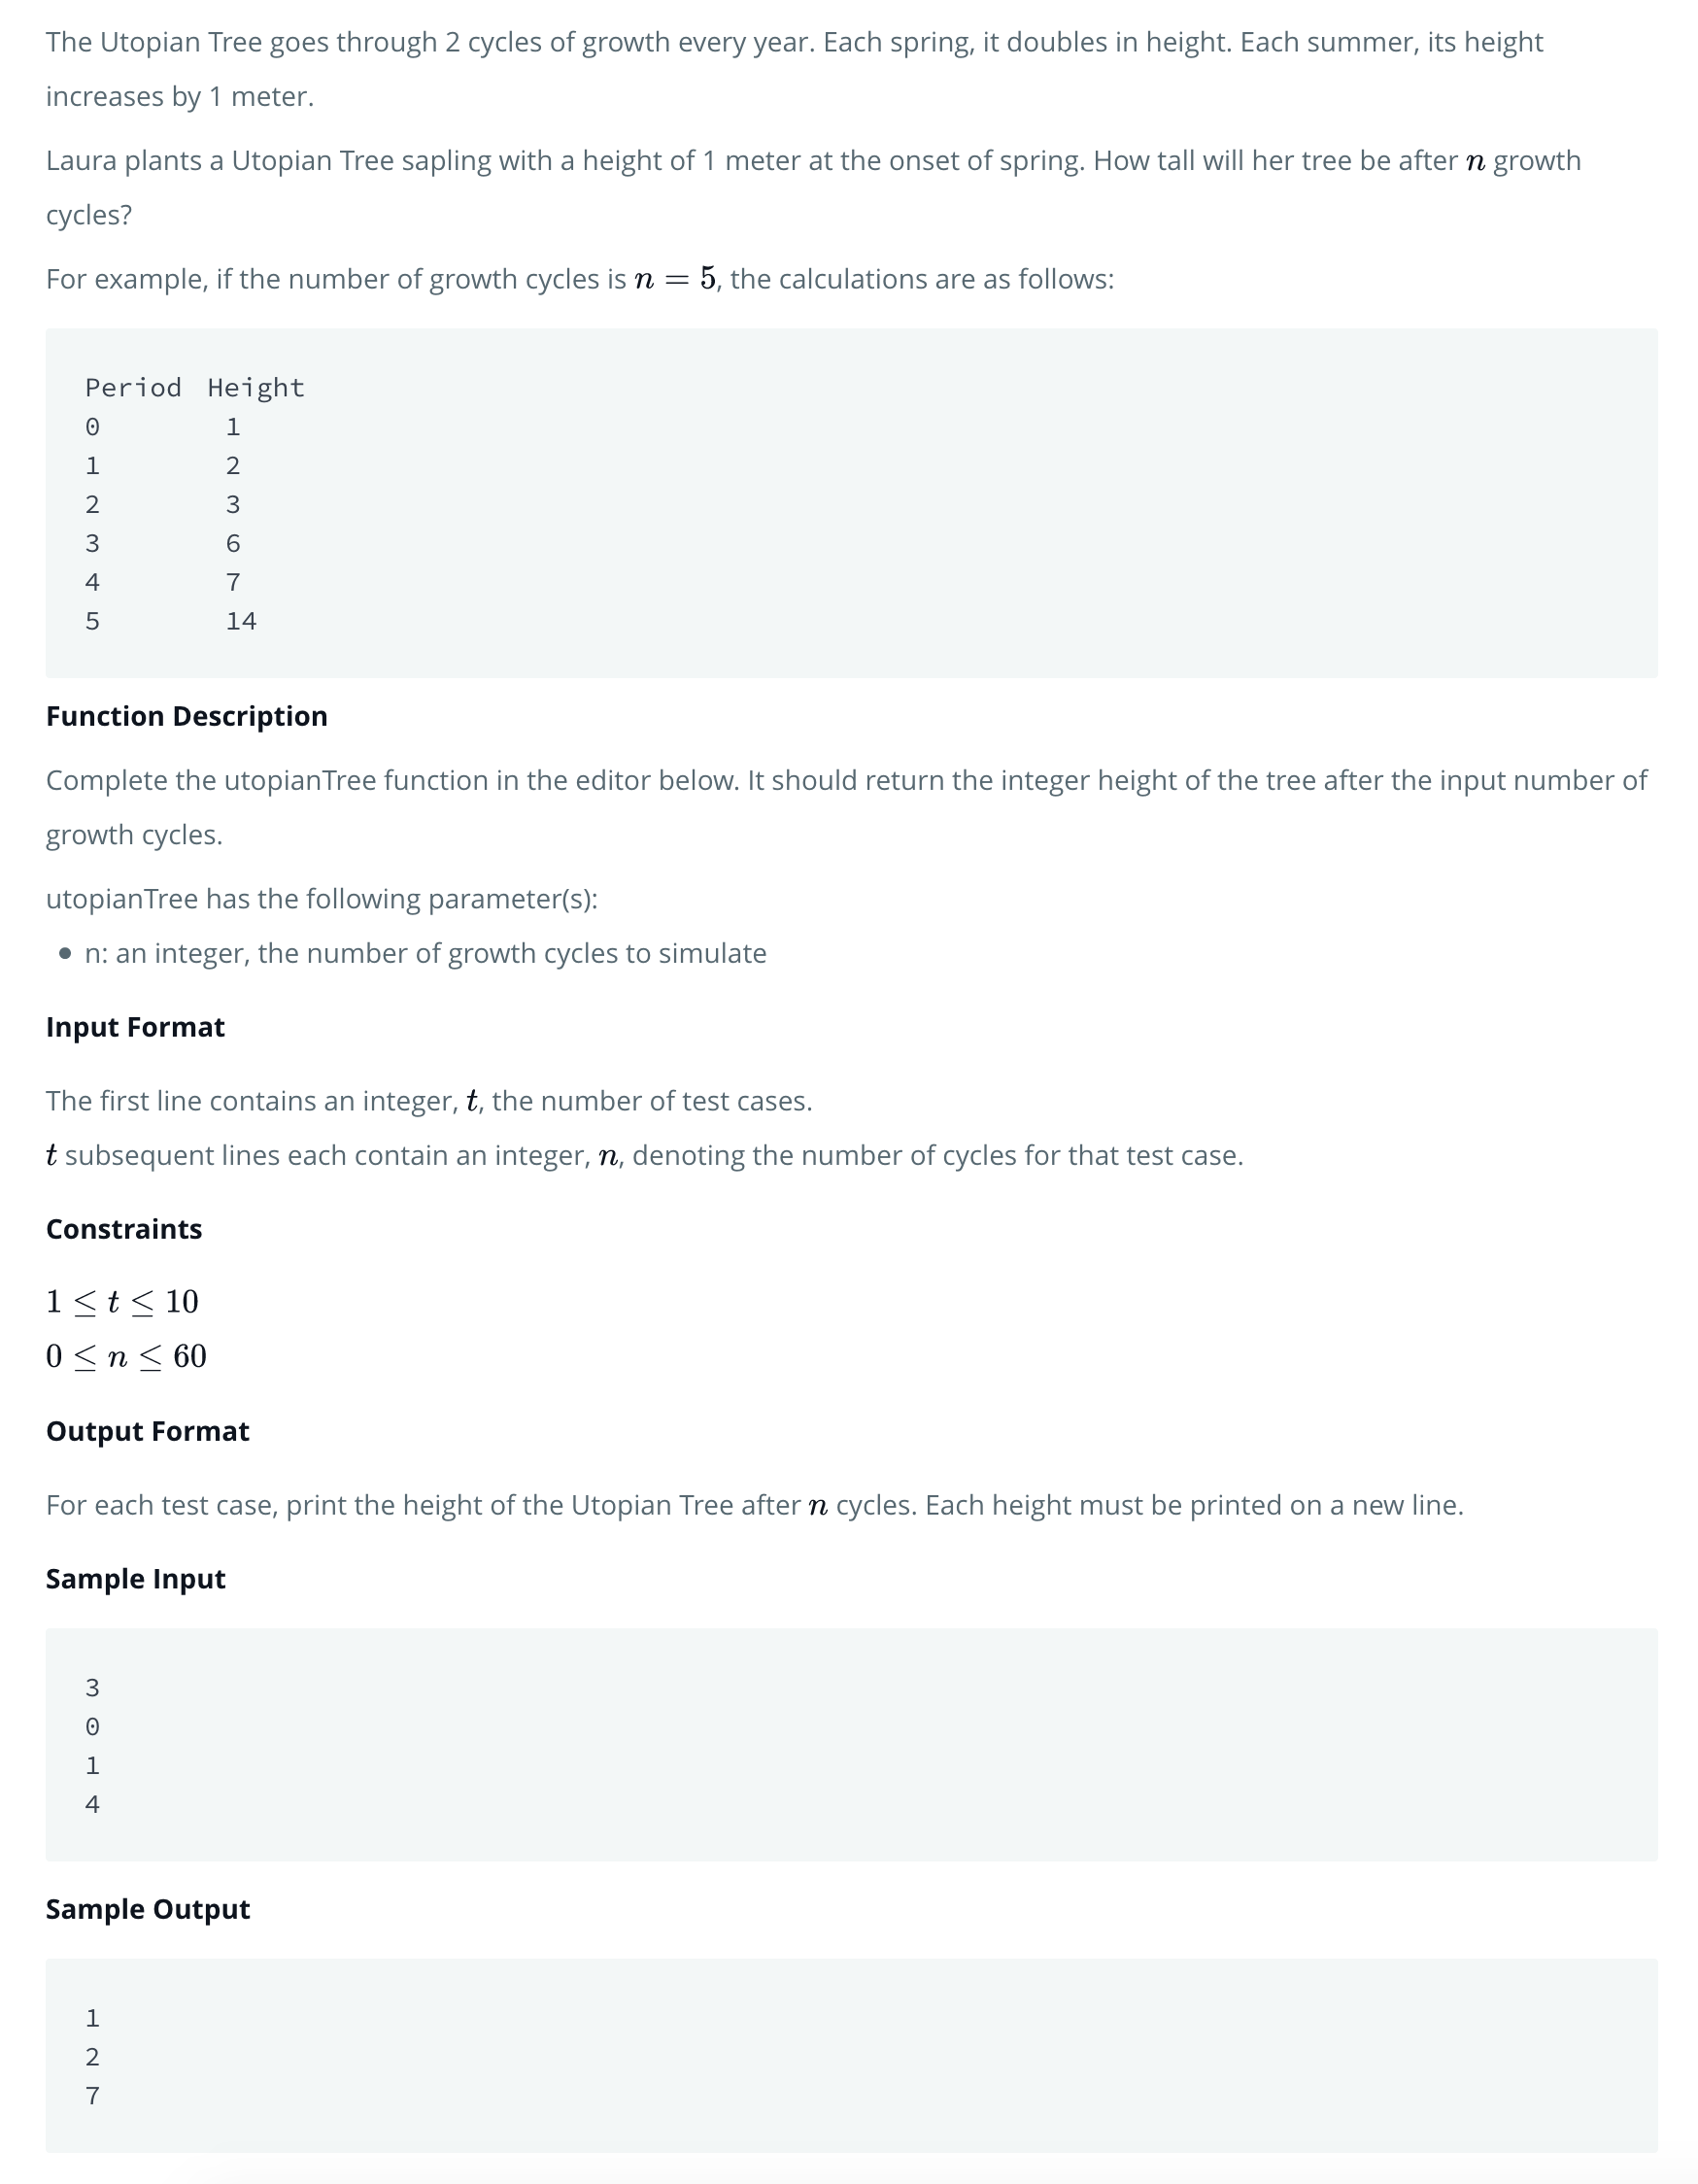 The Utopian Tree goes through 2 cycles of growth every year. Each spring, it doubles in height. Each summer, its height
increases by 1 meter.
Laura plants a Utopian Tree sapling with a height of 1 meter at the onset of spring. How tall will her tree be after n growth
cycles?
For example, if the number of growth cycles is n = 5, the calculations are as follows:
Period Height
0 1
1 2
2 3
3 6
4 7
5 14
Function Description
Complete the utopianTree function in the editor below. It should return the integer height of the tree after the input number of
growth cycles.
utopianTree has the following parameter(s):
• n: an integer, the number of growth cycles to simulate
Input Format
The first line contains an integer, t, the number of test cases.
t subsequent lines each contain an integer, n, denoting the number of cycles for that test case.
Constraints
1 ≤ t ≤ 10
0 ≤ n ≤ 60
Output Format
For each test case, print the height of the Utopian Tree after n cycles. Each height must be printed on a new line.
Sample Input
3
0
1
4
Sample Output
1
2
7